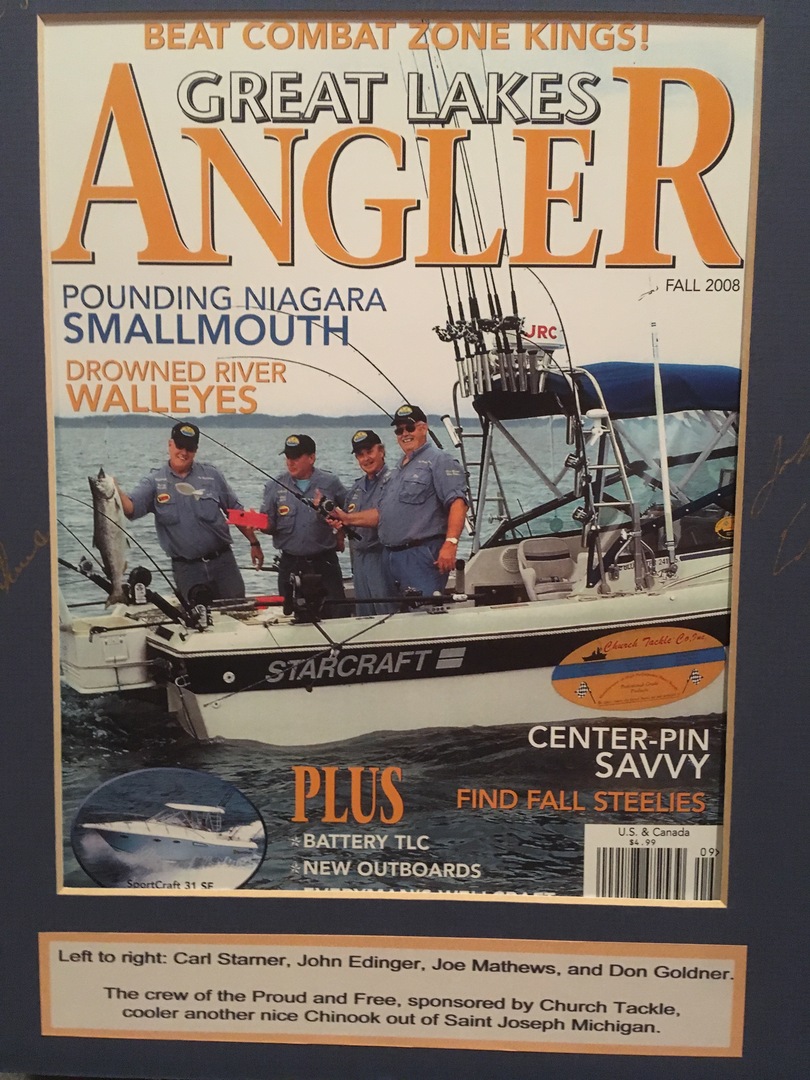 BEAT COMBAT ZONE KINGS!
GREAT LAKES
ANGLER
FALL 2008
POUNDING NIAGARA
SMALLMOUTH
DROWNED RIVER
WALLEYES
JRC
STARCRAFT
Church Tackle Co., Inc.
CENTER-PIN
SAVVY
FIND FALL STEELIES
PLUS
*BATTERY TLC
*NEW OUTBOARDS
SportCraft 31 SF
U.S. & Canada
$4.99
09>
Left to right: Carl Starner, John Edinger, Joe Mathews, and Don Goldner.
The crew of the Proud and Free, sponsored by Church Tackle,
cooler another nice Chinook out of Saint Joseph Michigan.